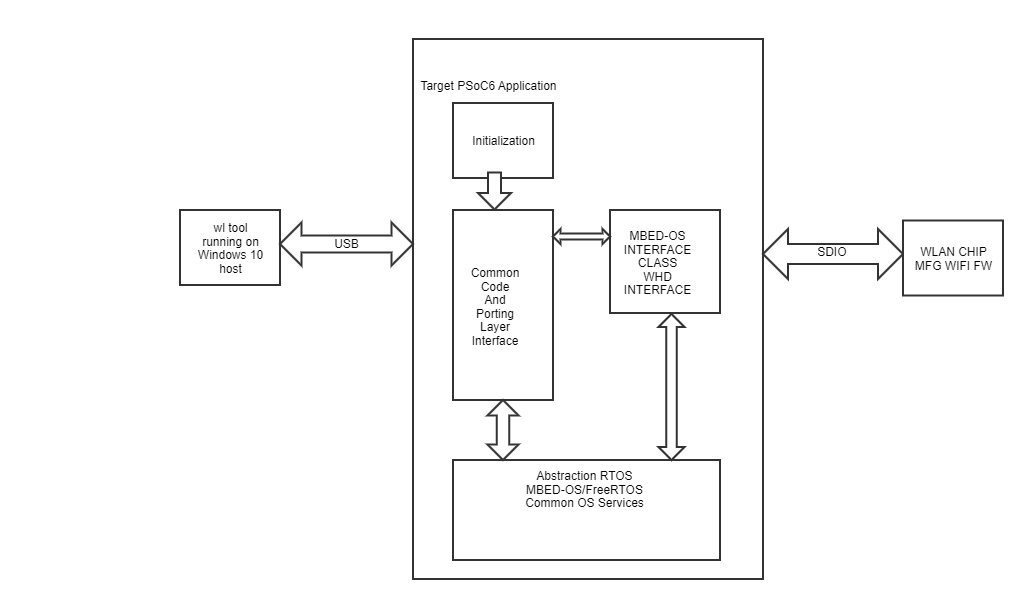 Target PSoC6 Application
Initialization
wl tool
running on
Windows 10
host
USB
Common
Code
And
Porting
Layer
Interface
MBED-OS
INTERFACE
CLASS
WHD
INTERFACE
SDIO
WLAN CHIP
MFG WIFI FW
Abstraction RTOS
MBED-OS/FreeRTOS
Common OS Services